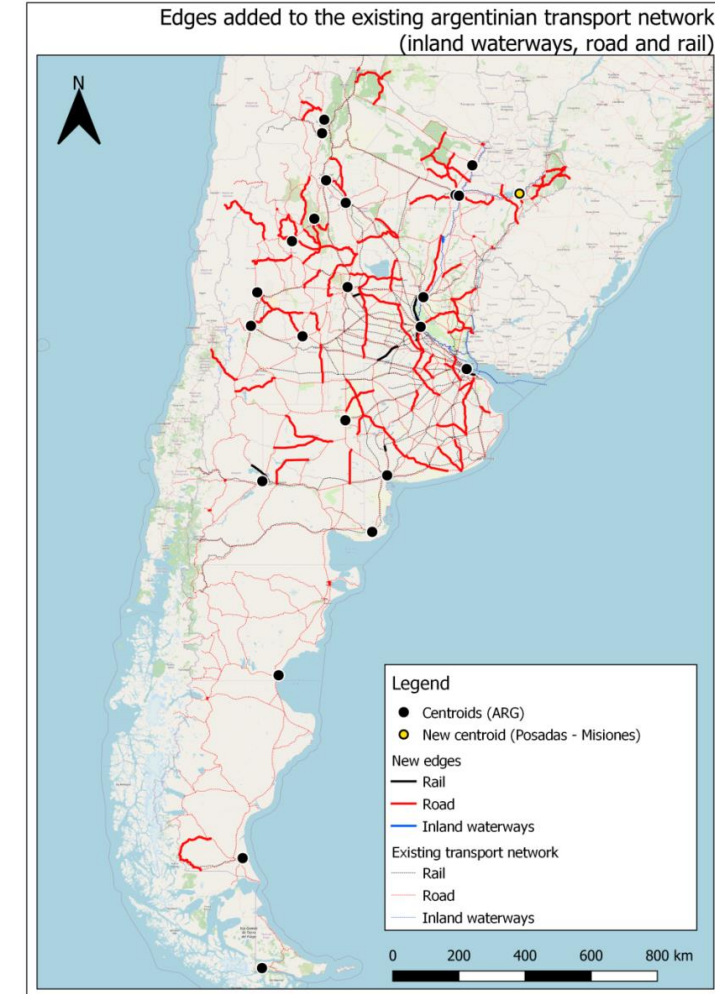 Edges added to the existing argentinian transport network
(inland waterways, road and rail)
N
Legend
Centroids (ARG)
New centroid (Posadas - Misiones)
New edges
Rail
Road
Inland waterways
Existing transport network
Rail
Road
Inland waterways
0 200 400 600 800 km